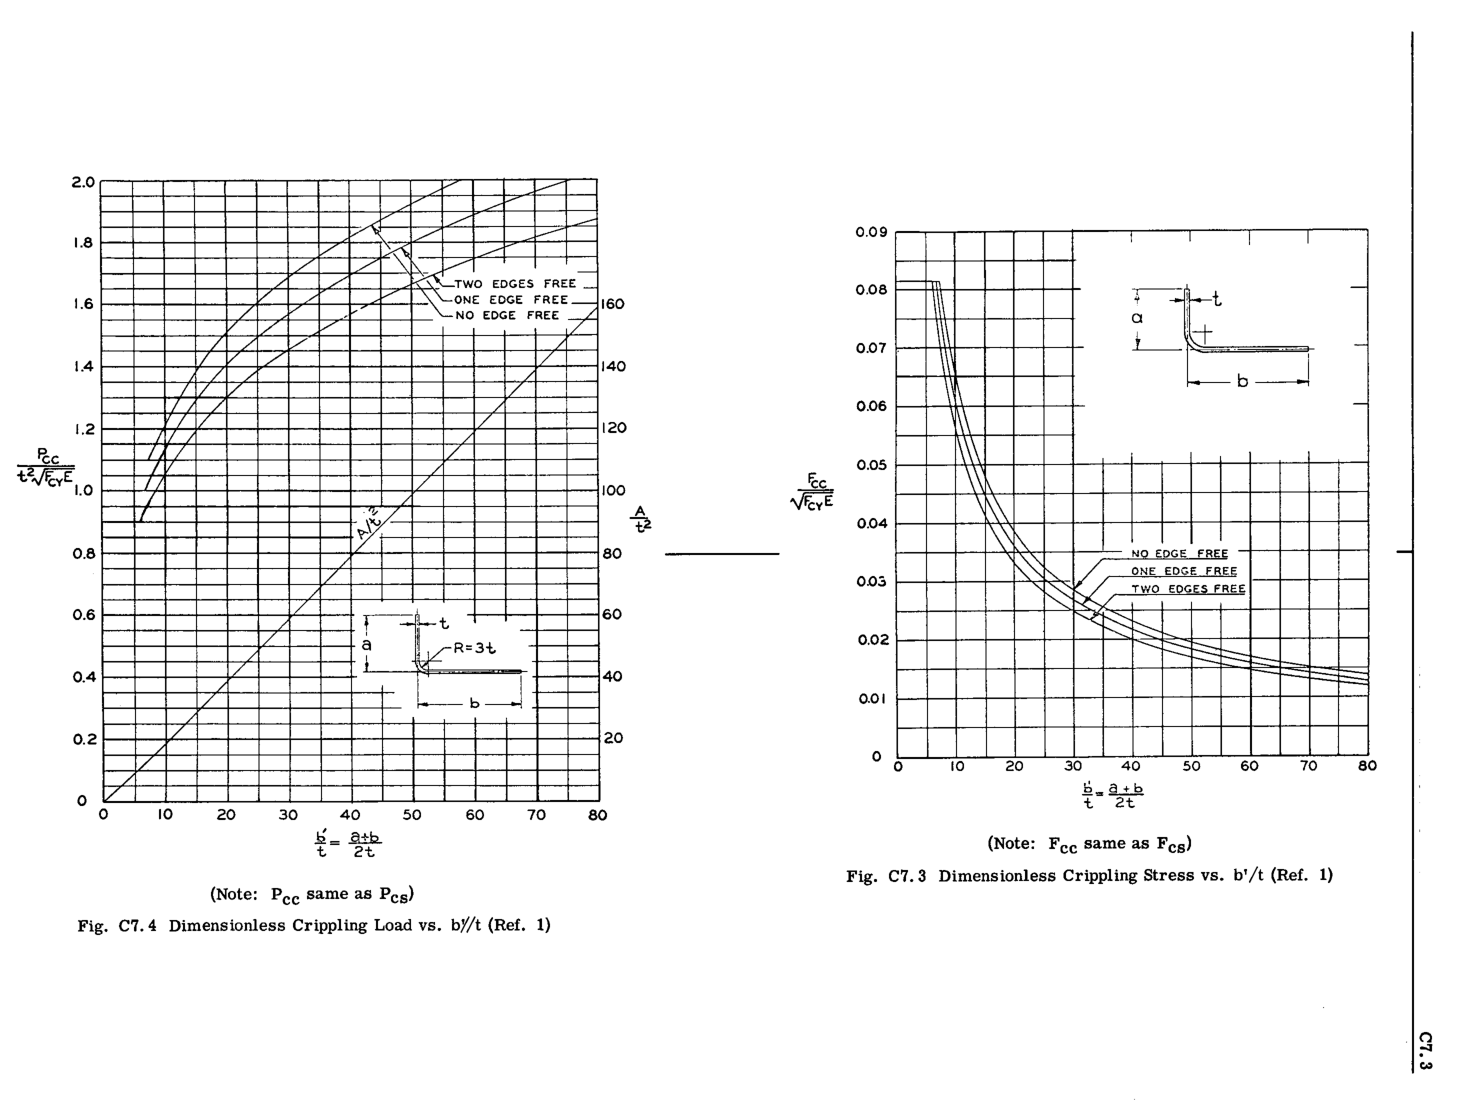 2.0
1.8
1.6
1.4
1.2
1.0
0.8
0.6
0.4
0.2
0
P_CC
t²√F_CY E
TWO EDGES FREE
ONE EDGE FREE
NO EDGE FREE
160
140
120
100
80
60
40
20
A
t²
A/t²
t
a
R=3t
b
0 10 20 30 40 50 60 70 80
b'/t = a+b/2t
(Note: Pcc same as Pcs)
Fig. C7.4 Dimensionless Crippling Load vs. b'/t (Ref. 1)
0.09
0.08
0.07
0.06
0.05
0.04
0.03
0.02
0.01
0
F_CC
√F_CY E
t
a
b
NO EDGE FREE
ONE EDGE FREE
TWO EDGES FREE
0 10 20 30 40 50 60 70 80
b'/t = a+b/2t
(Note: Fcc same as Fcs)
Fig. C7.3 Dimensionless Crippling Stress vs. b'/t (Ref. 1)
C7.3